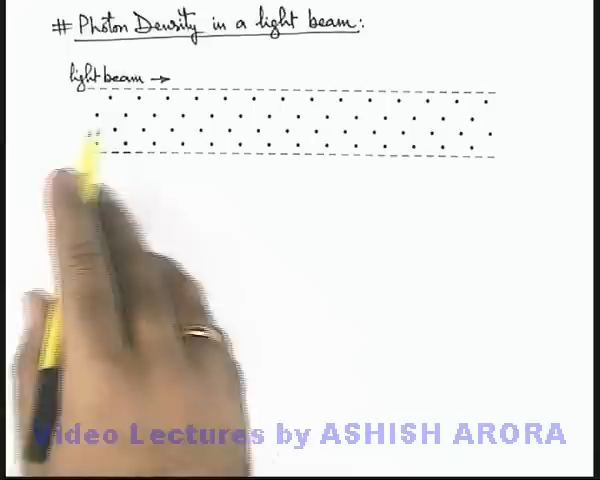 # Photon Density in a light beam :
light beam →
Video Lectures by ASHISH ARORA